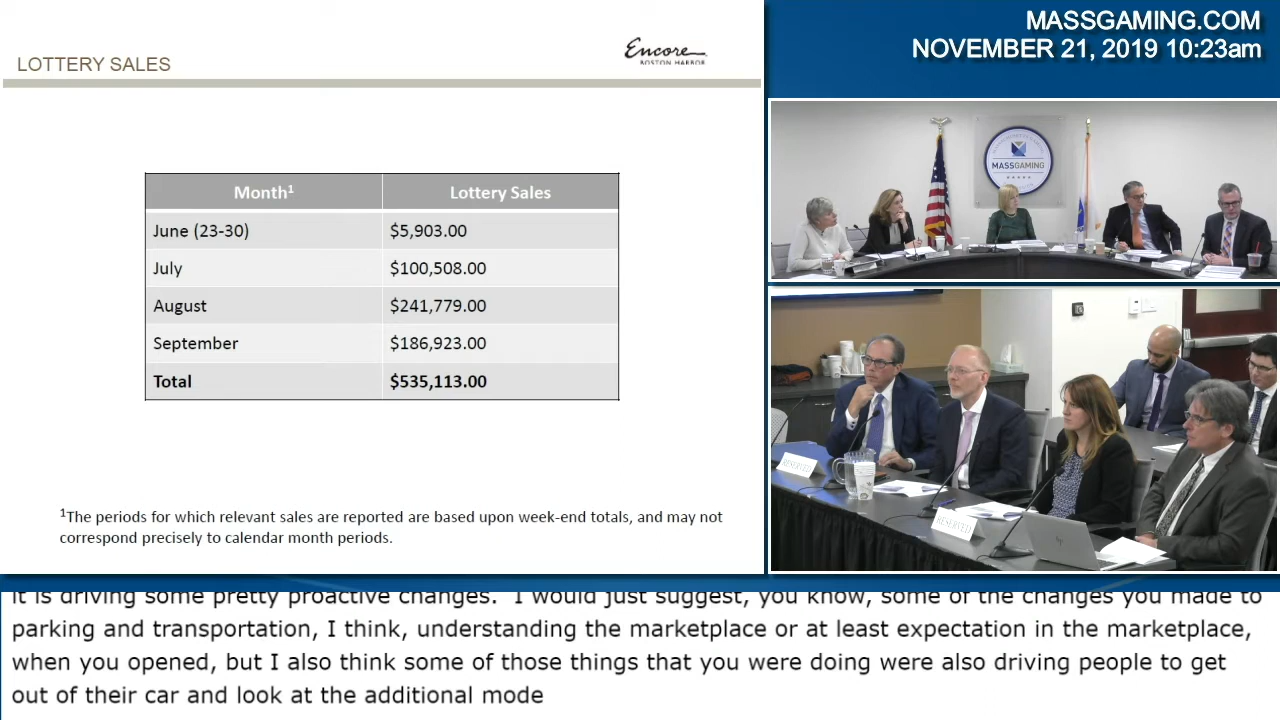 MASSGAMING.COM
NOVEMBER 21, 2019 10:23am
LOTTERY SALES
Encore
BOSTON HARBOR
Month¹ Lottery Sales
June (23-30) $5,903.00
July $100,508.00
August $241,779.00
September $186,923.00
Total $535,113.00
¹The periods for which relevant sales are reported are based upon week-end totals, and may not
correspond precisely to calendar month periods.
MASSGAMING
RESERVED
RESERVED
it is driving some pretty proactive changes. I would just suggest, you know, some of the changes you made to
parking and transportation, I think, understanding the marketplace or at least expectation in the marketplace,
when you opened, but I also think some of those things that you were doing were also driving people to get
out of their car and look at the additional mode